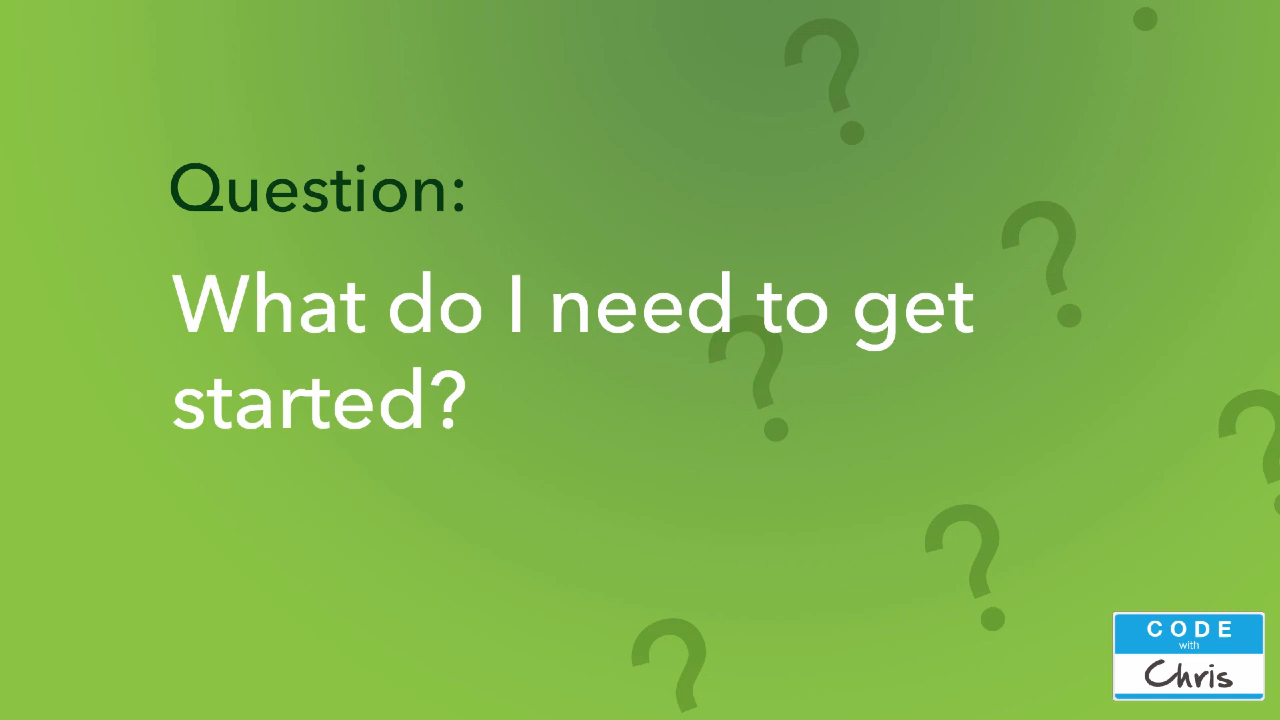 Question:
What do I need to get
started?
CODE
with
Chris